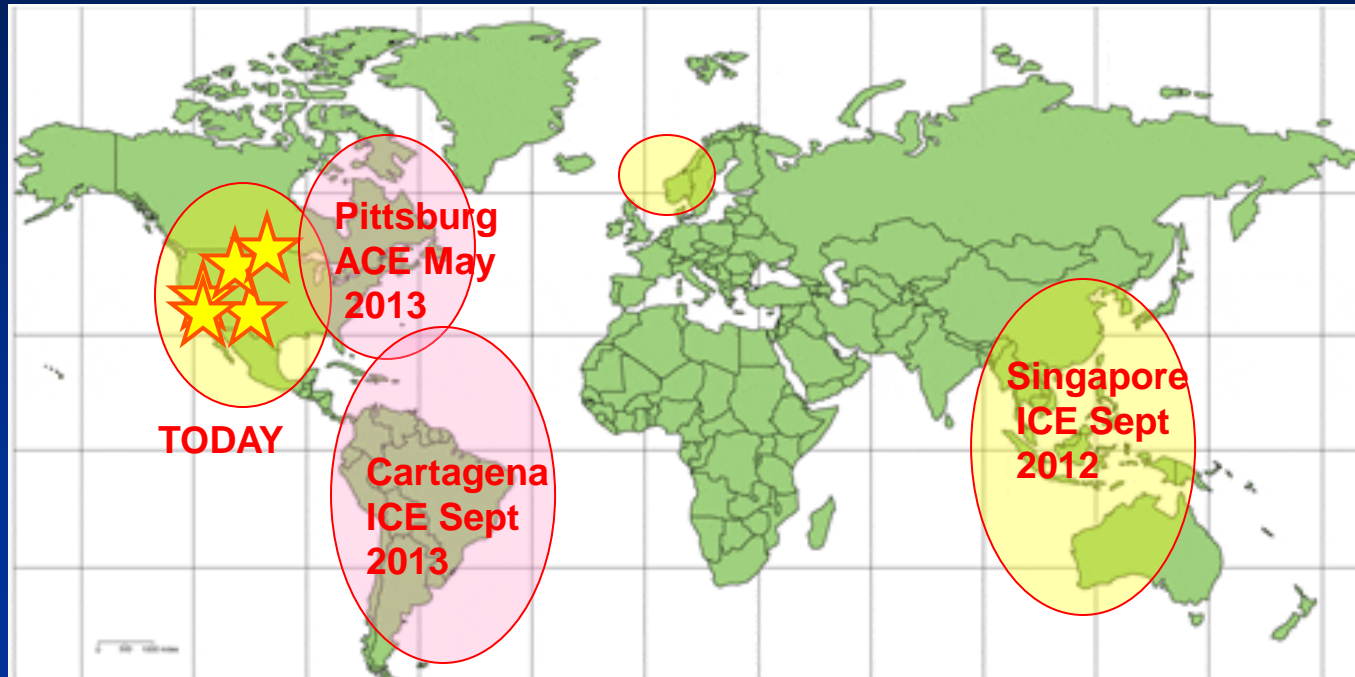 Pittsburg
ACE May
2013
TODAY
Cartagena
ICE Sept
2013
Singapore
ICE Sept
2012